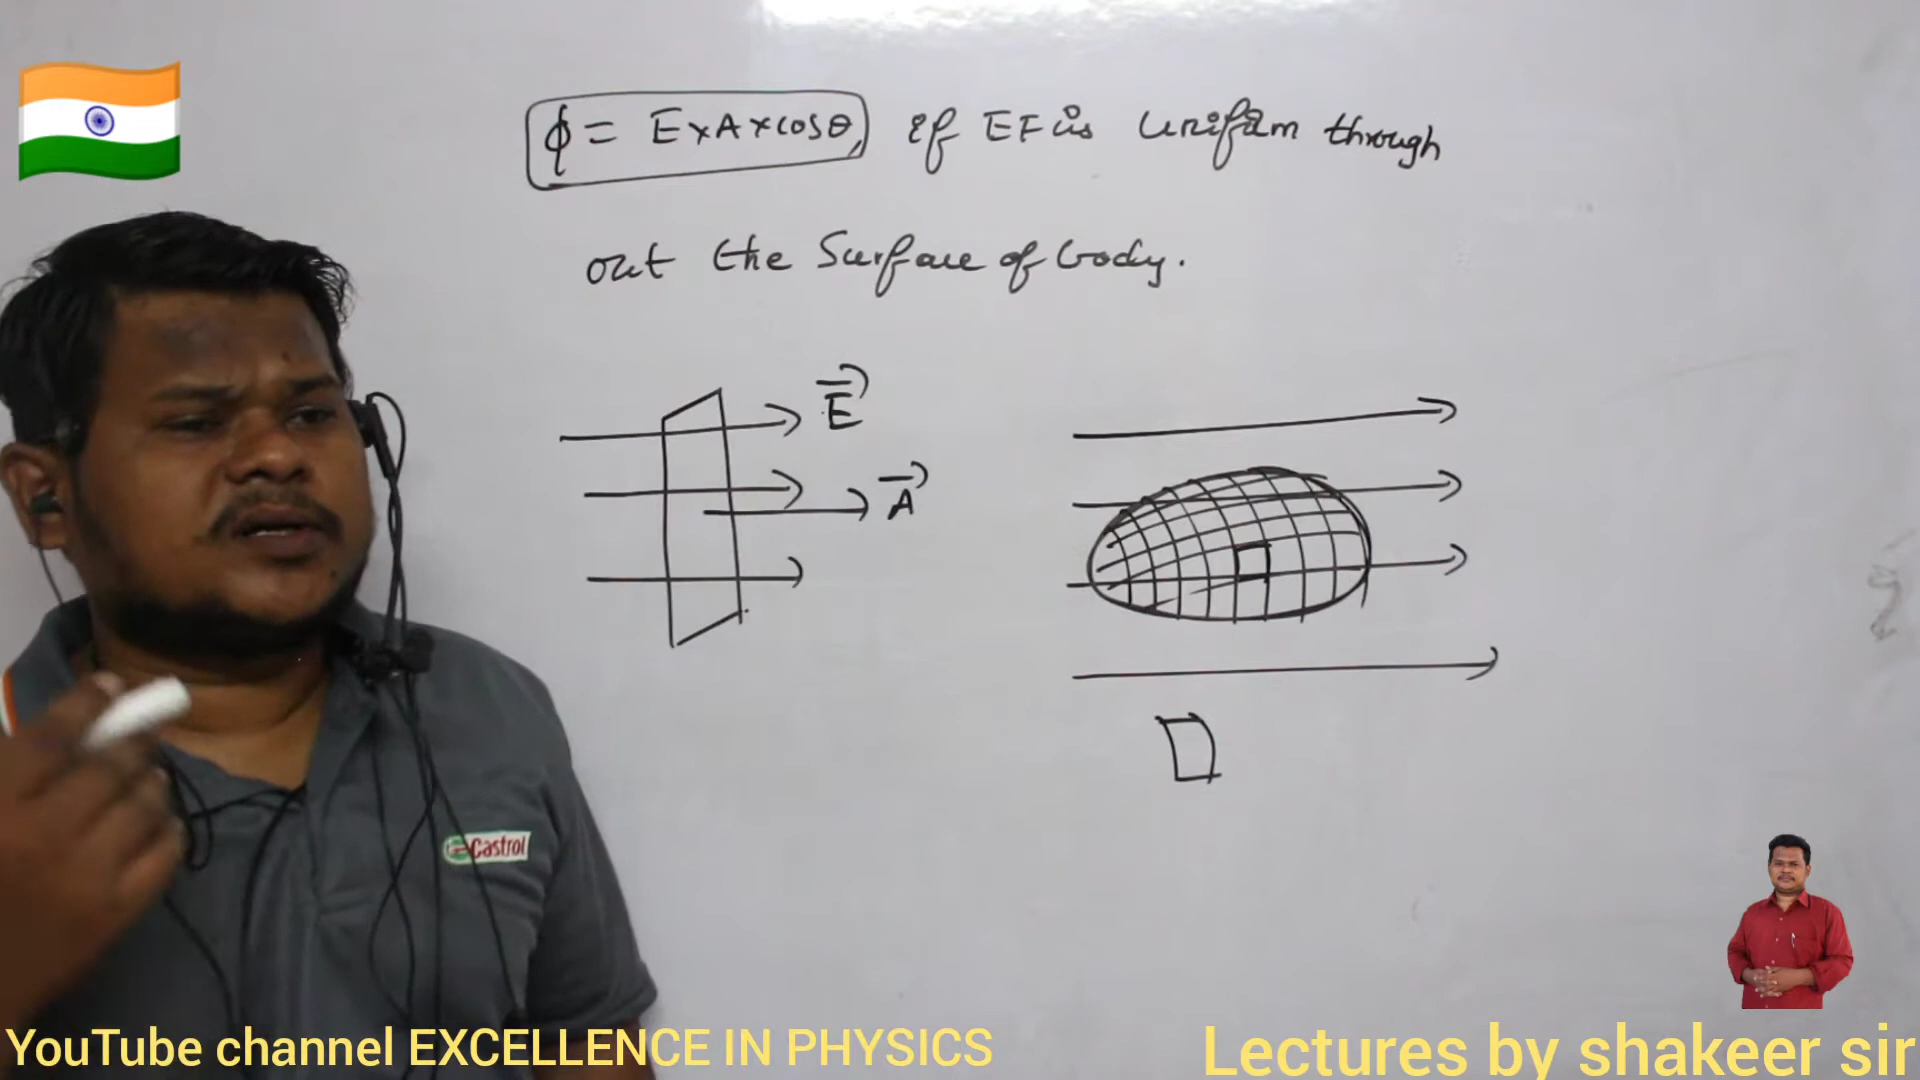 ϕ = E×A×cosθ, if EF is Uniform through
out the Surface of body.
E
A
Castrol
YouTube channel EXCELLENCE IN PHYSICS
Lectures by shakeer sir